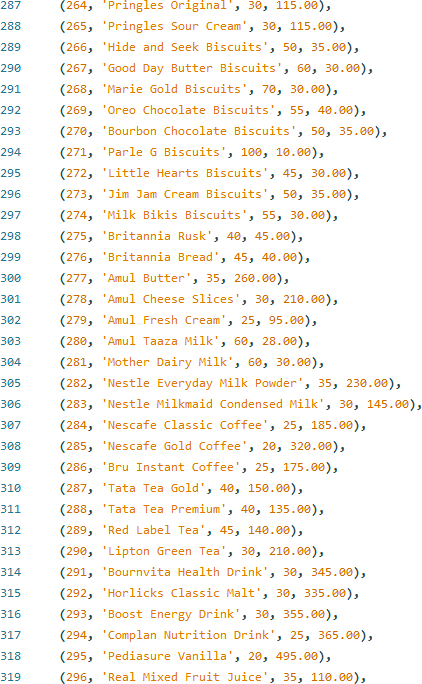 287 (264, 'Pringles Original', 30, 115.00),
288 (265, 'Pringles Sour Cream', 30, 115.00),
289 (266, 'Hide and Seek Biscuits', 50, 35.00),
290 (267, 'Good Day Butter Biscuits', 60, 30.00),
291 (268, 'Marie Gold Biscuits', 70, 30.00),
292 (269, 'Oreo Chocolate Biscuits', 55, 40.00),
293 (270, 'Bourbon Chocolate Biscuits', 50, 35.00),
294 (271, 'Parle G Biscuits', 100, 10.00),
295 (272, 'Little Hearts Biscuits', 45, 30.00),
296 (273, 'Jim Jam Cream Biscuits', 50, 35.00),
297 (274, 'Milk Bikis Biscuits', 55, 30.00),
298 (275, 'Britannia Rusk', 40, 45.00),
299 (276, 'Britannia Bread', 45, 40.00),
300 (277, 'Amul Butter', 35, 260.00),
301 (278, 'Amul Cheese Slices', 30, 210.00),
302 (279, 'Amul Fresh Cream', 25, 95.00),
303 (280, 'Amul Taaza Milk', 60, 28.00),
304 (281, 'Mother Dairy Milk', 60, 30.00),
305 (282, 'Nestle Everyday Milk Powder', 35, 230.00),
306 (283, 'Nestle Milkmaid Condensed Milk', 30, 145.00),
307 (284, 'Nescafe Classic Coffee', 25, 185.00),
308 (285, 'Nescafe Gold Coffee', 20, 320.00),
309 (286, 'Bru Instant Coffee', 25, 175.00),
310 (287, 'Tata Tea Gold', 40, 150.00),
311 (288, 'Tata Tea Premium', 40, 135.00),
312 (289, 'Red Label Tea', 45, 140.00),
313 (290, 'Lipton Green Tea', 30, 210.00),
314 (291, 'Bournvita Health Drink', 30, 345.00),
315 (292, 'Horlicks Classic Malt', 30, 335.00),
316 (293, 'Boost Energy Drink', 30, 355.00),
317 (294, 'Complan Nutrition Drink', 25, 365.00),
318 (295, 'Pediasure Vanilla', 20, 495.00),
319 (296, 'Real Mixed Fruit Juice', 35, 110.00),